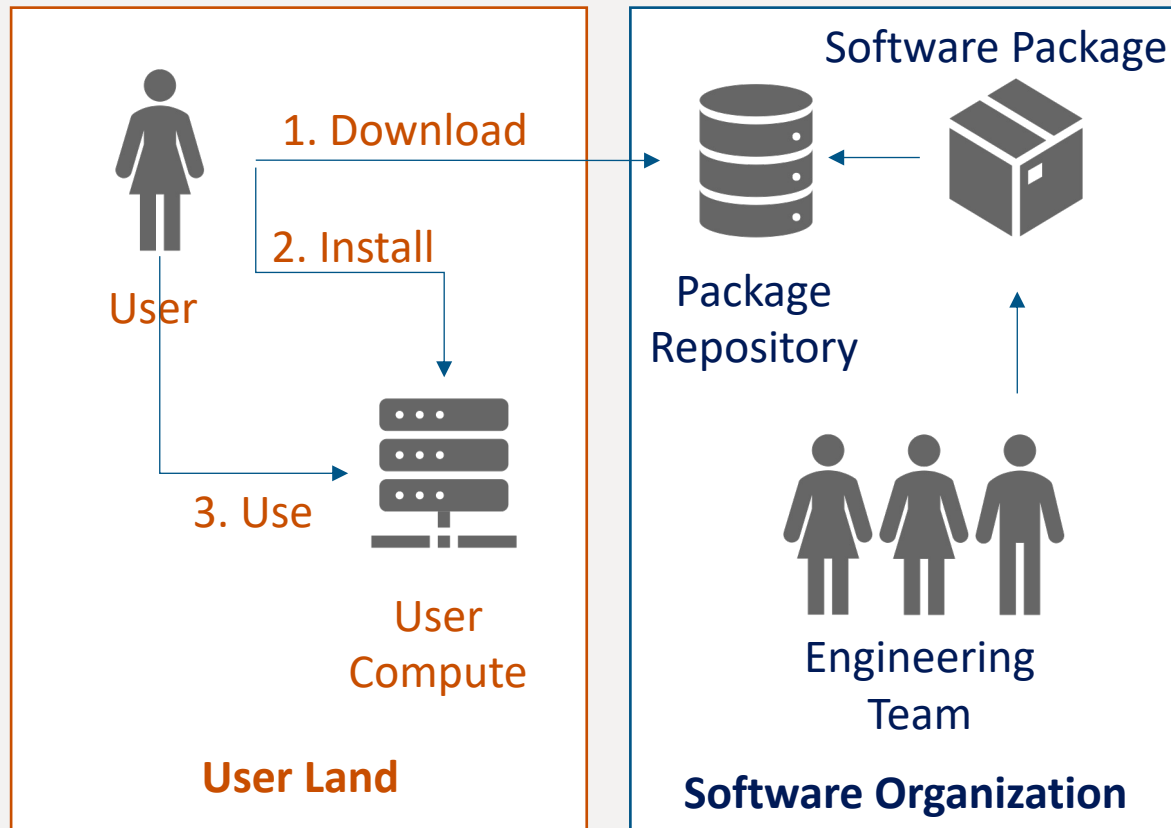 Software Package
1. Download
2. Install
User
Package
Repository
3. Use
User
Compute
Engineering
Team
User Land
Software Organization